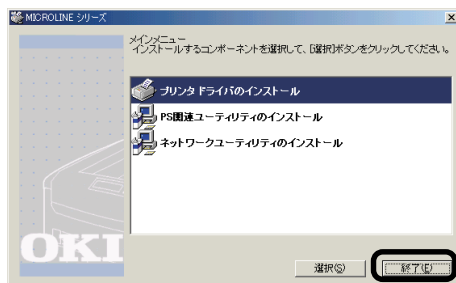 MICROLINE シリーズ
メインメニュー
インストールするコンポーネントを選択して、[選択]ボタンをクリックしてください。
プリンタドライバのインストール
PS関連ユーティリティのインストール
ネットワークユーティリティのインストール
OKI
選択(S)
終了(E)